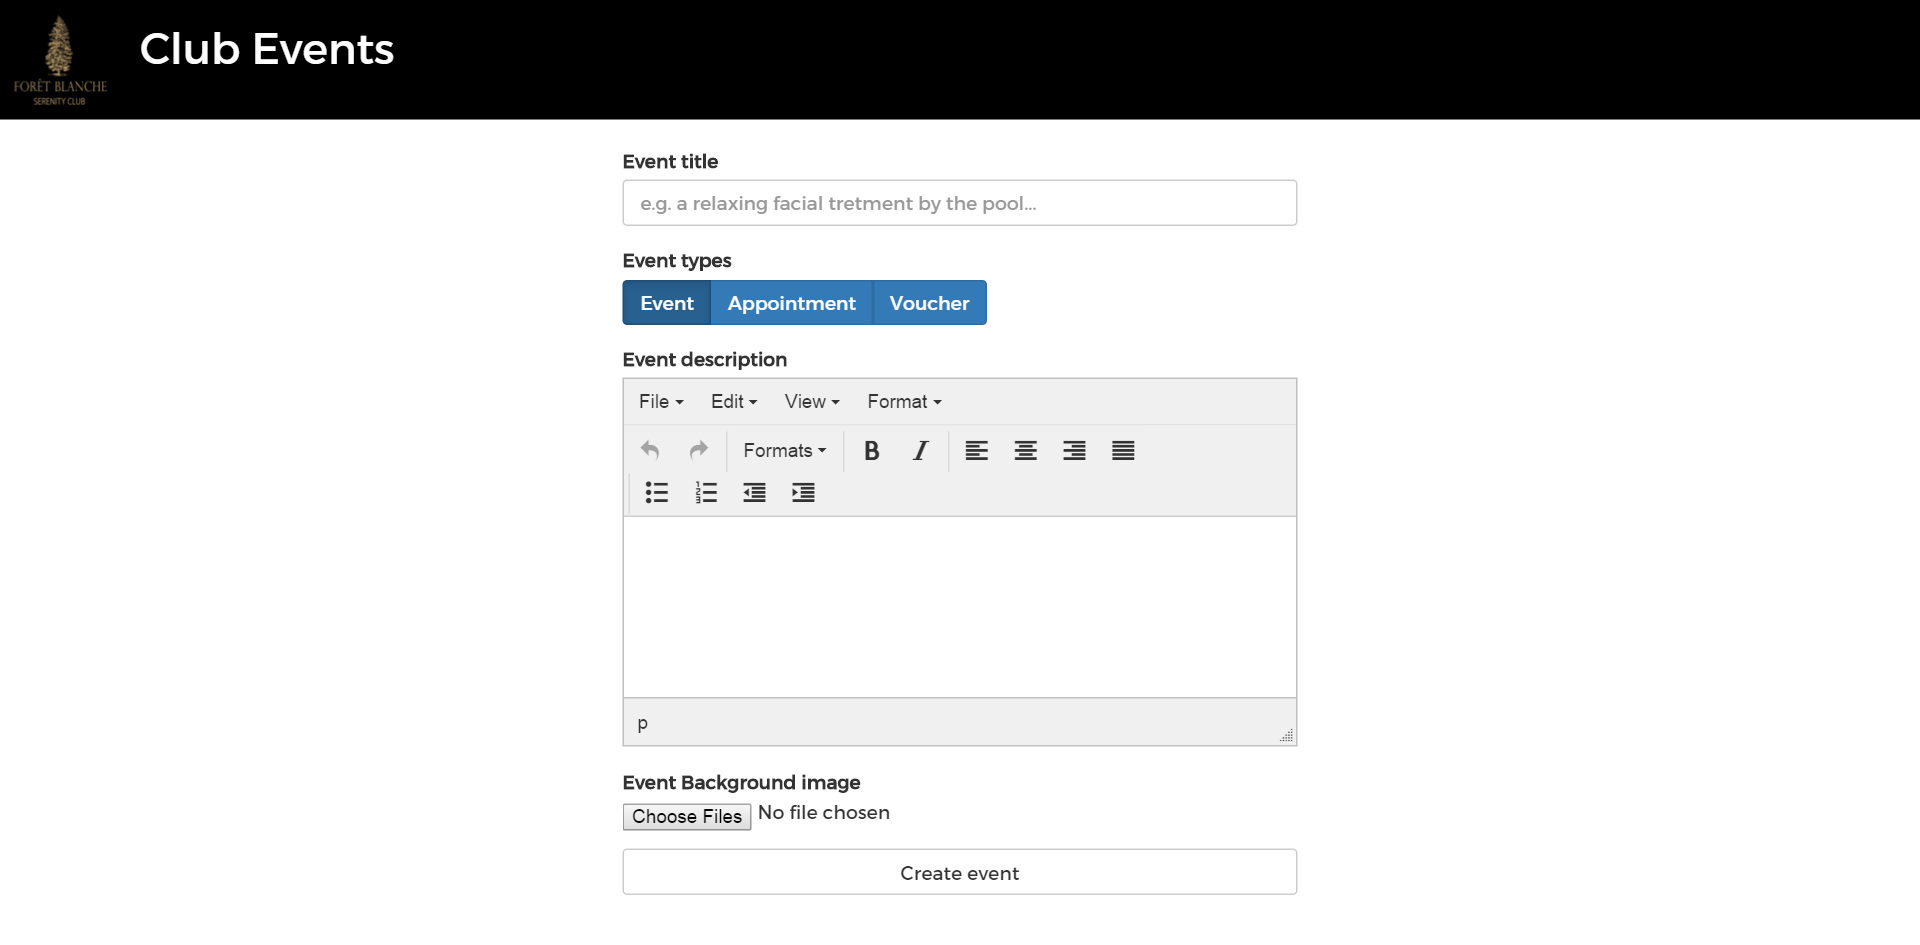 FORÊT BLANCHE
SERENITY CLUB
Club Events
Event title
e.g. a relaxing facial tretment by the pool...
Event types
Event Appointment Voucher
Event description
File Edit View Format
Formats B I
p
Event Background image
Choose Files No file chosen
Create event